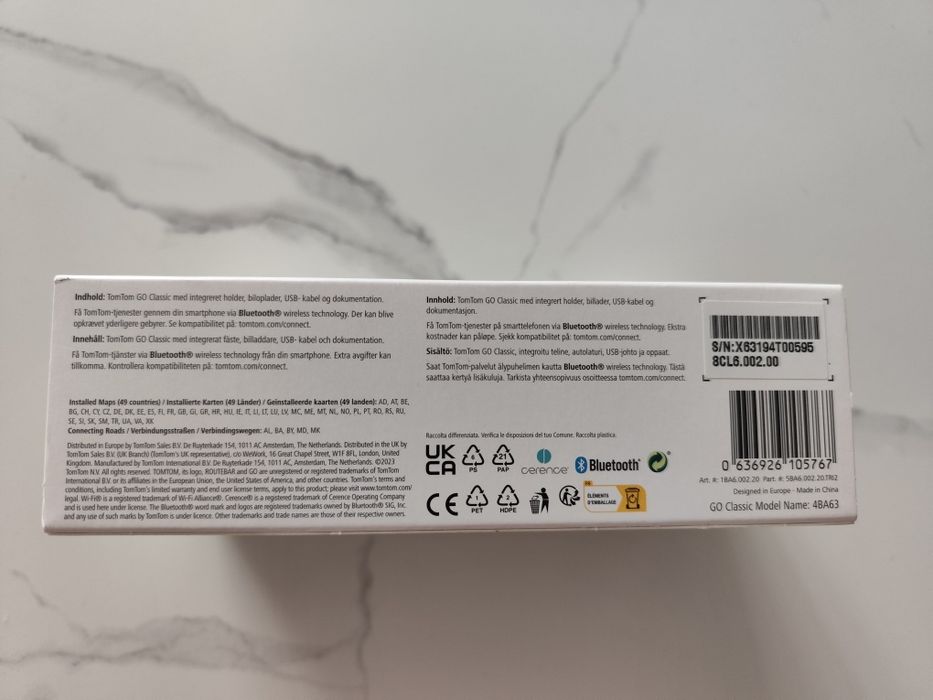 Indhold: TomTom GO Classic med integreret holder, biloplader, USB- kabel og dokumentation.
Få TomTom-tjenester gennem din smartphone via Bluetooth® wireless technology. Der kan blive
opkrævet yderligere gebyrer. Se kompatibilitet på: tomtom.com/connect.
Innehåll: TomTom GO Classic med integrerat fäste, billaddare, USB- kabel och dokumentation.
Få TomTom-tjänster via Bluetooth® wireless technology från din smartphone. Extra avgifter kan
tillkomma. Kontrollera kompatibiliteten på: tomtom.com/connect.
Installed Maps (49 countries) / Installierte Karten (49 Länder) / Geïnstalleerde kaarten (49 landen): AD, AT, BE,
BG, CH, CY, CZ, DE, DK, EE, ES, FI, FR, GB, GI, GR, HR, HU, IE, IT, LI, LT, LU, LV, MC, ME, MT, NL, NO, PL, PT, RO, RS, RU,
SE, SI, SK, SM, TR, UA, VA, XK
Connecting Roads / Verbindungsstraßen / Verbindingswegen: AL, BA, BY, MD, MK
Distributed in Europe by TomTom Sales B.V. De Ruyterkade 154, 1011 AC Amsterdam, The Netherlands. Distributed in the UK by
TomTom Sales B.V. (UK Branch) (TomTom's UK representative), c/o WeWork, 16 Great Chapel Street, W1F 8FL, London, United
Kingdom. Manufactured by TomTom International B.V. De Ruyterkade 154, 1011 AC, Amsterdam, The Netherlands. ©2023
TomTom N.V. All rights reserved. TOMTOM, its logo, ROUTEBAR and GO are unregistered or registered trademarks of TomTom
International B.V. or its affiliates in the European Union, the United States of America, and other countries. TomTom's terms and
conditions, including TomTom's limited warranty and end user license terms, apply to this product; please visit www.tomtom.com/
legal. Wi-Fi® is a registered trademark of Wi-Fi Alliance®. Cerence® is a registered trademark of Cerence Operating Company
and is used here under license. The Bluetooth® word mark and logos are registered trademarks owned by Bluetooth® SIG, Inc.
and any use of such marks by TomTom is under licence. Other trademarks and trade names are those of their respective owners.
Innhold: TomTom GO Classic med integrert holder, billader, USB-kabel og
dokumentasjon.
Få TomTom-tjenester på smarttelefonen via Bluetooth® wireless technology. Ekstra
kostnader kan påløpe. Sjekk kompatibilitet på: tomtom.com/connect.
Sisältö: TomTom GO Classic, integroitu teline, autolaturi, USB-johto ja oppaat.
Saat TomTom-palvelut älypuhelimen kautta Bluetooth® wireless technology. Tästä
saattaa kertyä lisäkuluja. Tarkista yhteensopivuus osoitteessa tomtom.com/connect.
Raccolta differenziata. Verifica le disposizioni del tuo Comune. Raccolta plastica.
UK
CA
6
PS
21
PAP
cerence
Bluetooth®
CE
1
PET
2
HDPE
FR
ÉLÉMENTS
D'EMBALLAGE
S/N:X63194T00595
8CL6.002.00
0 636926 105767
Art. #: 1BA6.002.20 Part. #: 5BA6.002.20.TR62
Designed in Europe · Made in China
GO Classic Model Name: 4BA63